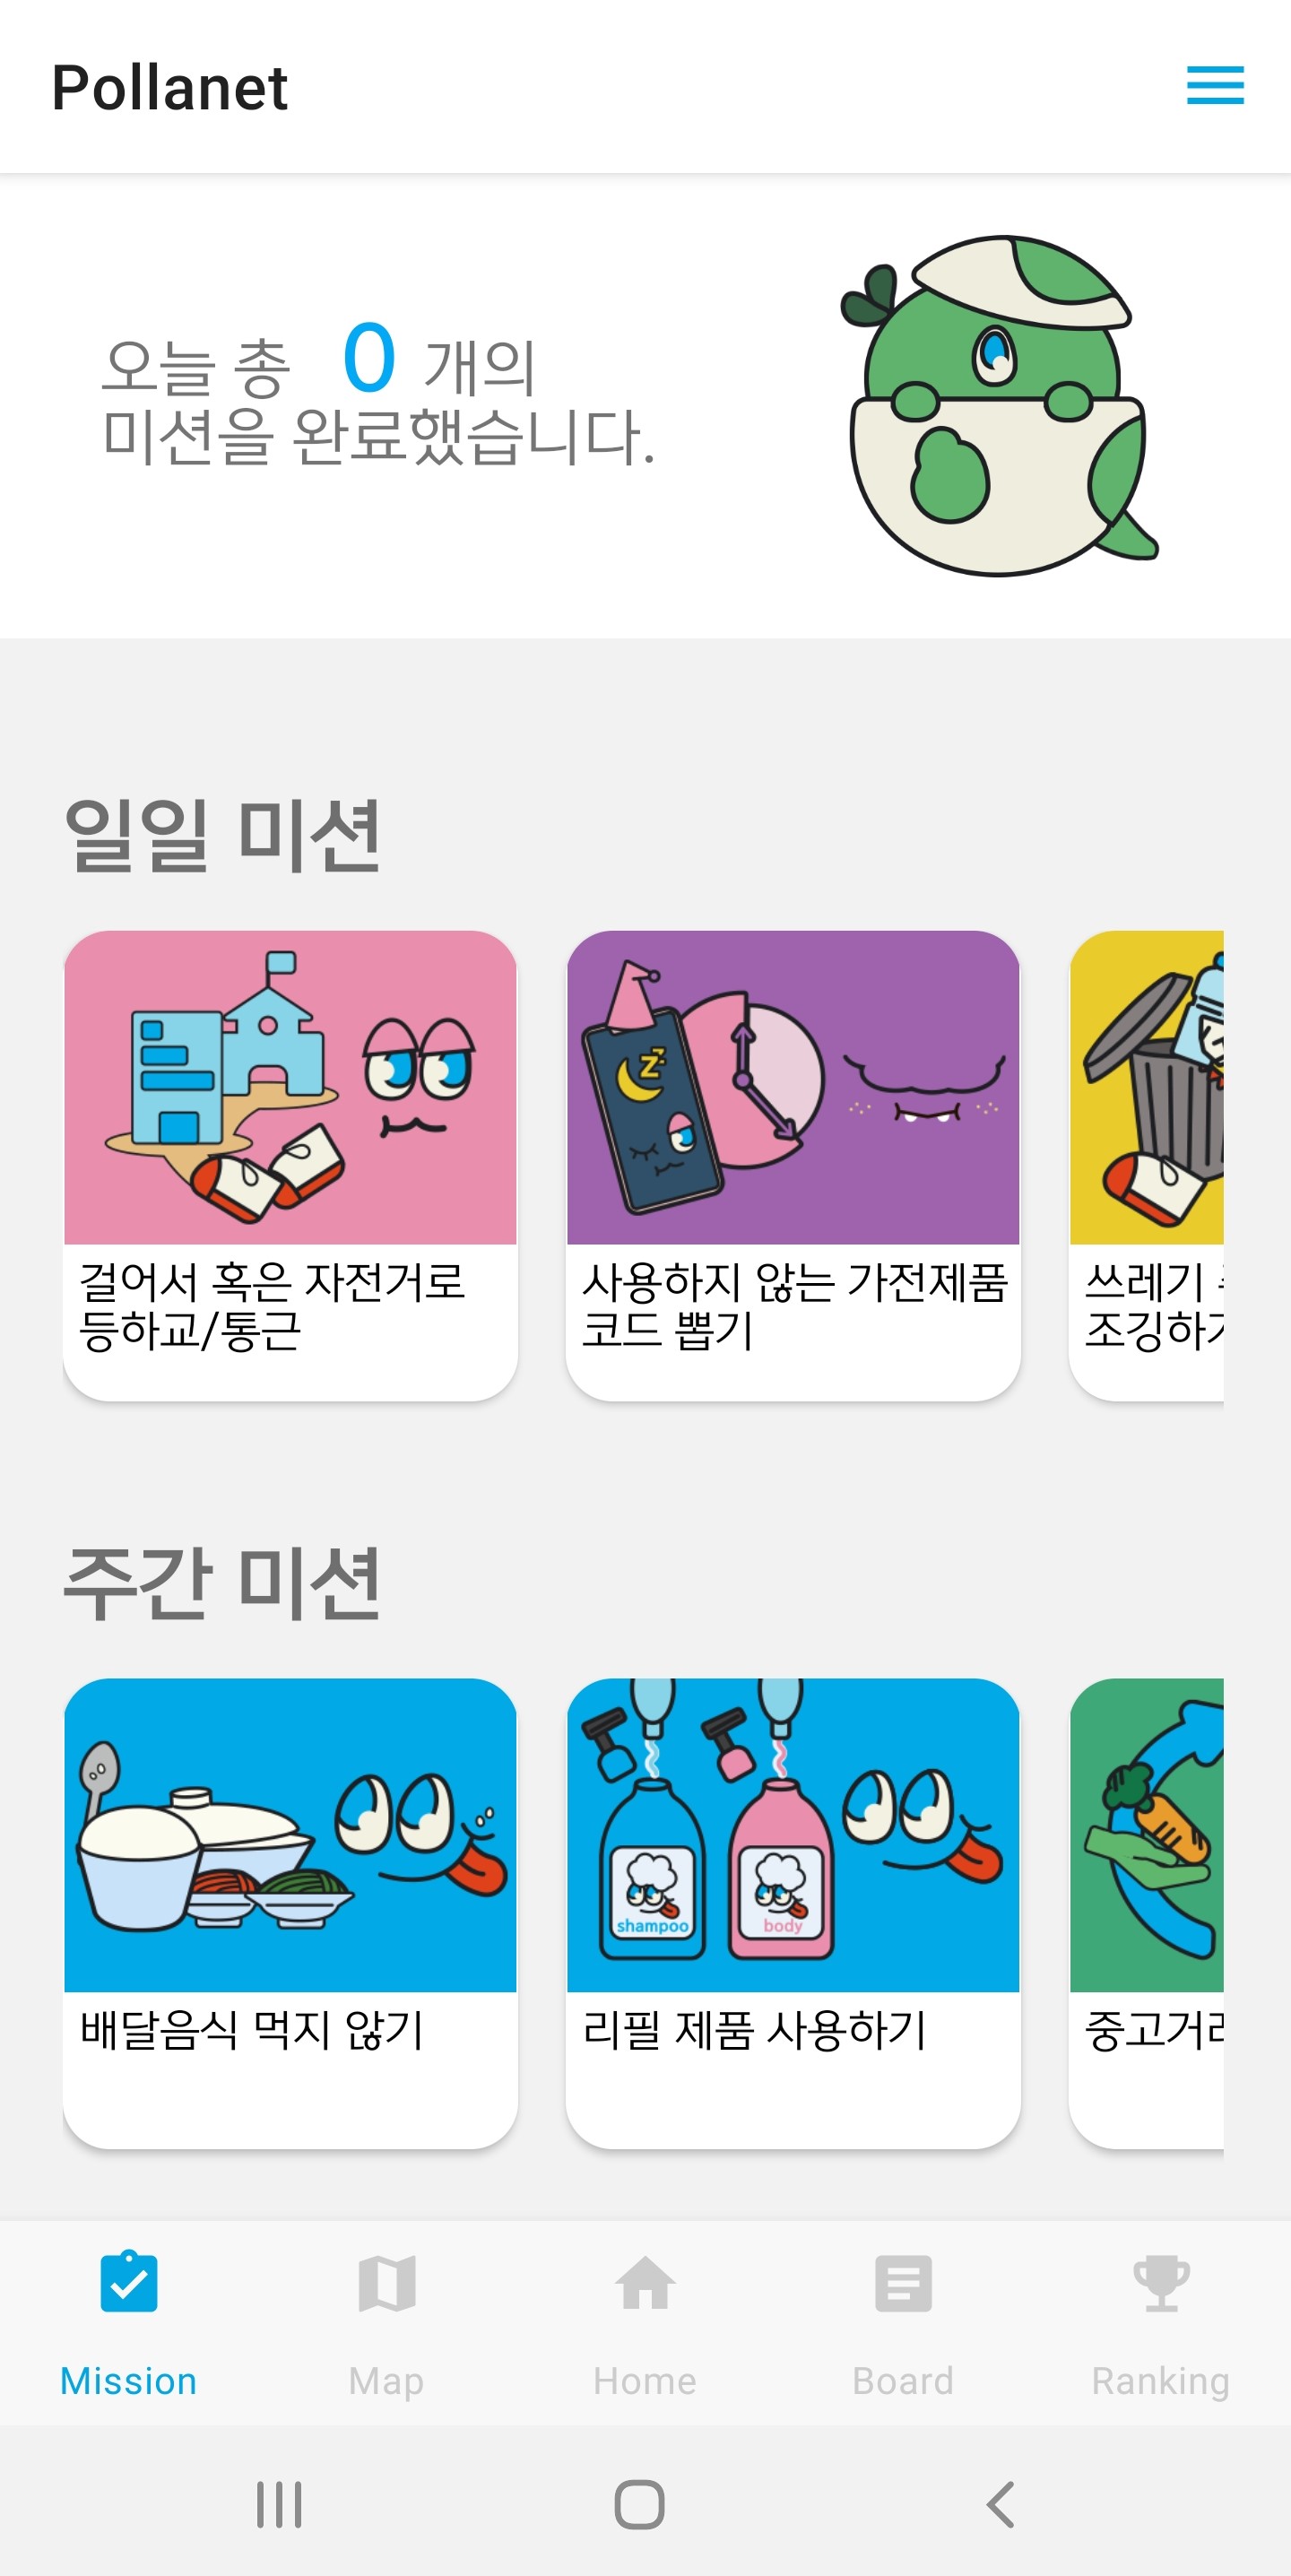 Pollanet
오늘 총 0 개의
미션을 완료했습니다.
일일 미션
걸어서 혹은 자전거로
등하교/통근
사용하지 않는 가전제품
코드 뽑기
쓰레기
조깅하
주간 미션
shampoo
body
배달음식 먹지 않기
리필 제품 사용하기
중고거
Mission
Map
Home
Board
Ranking